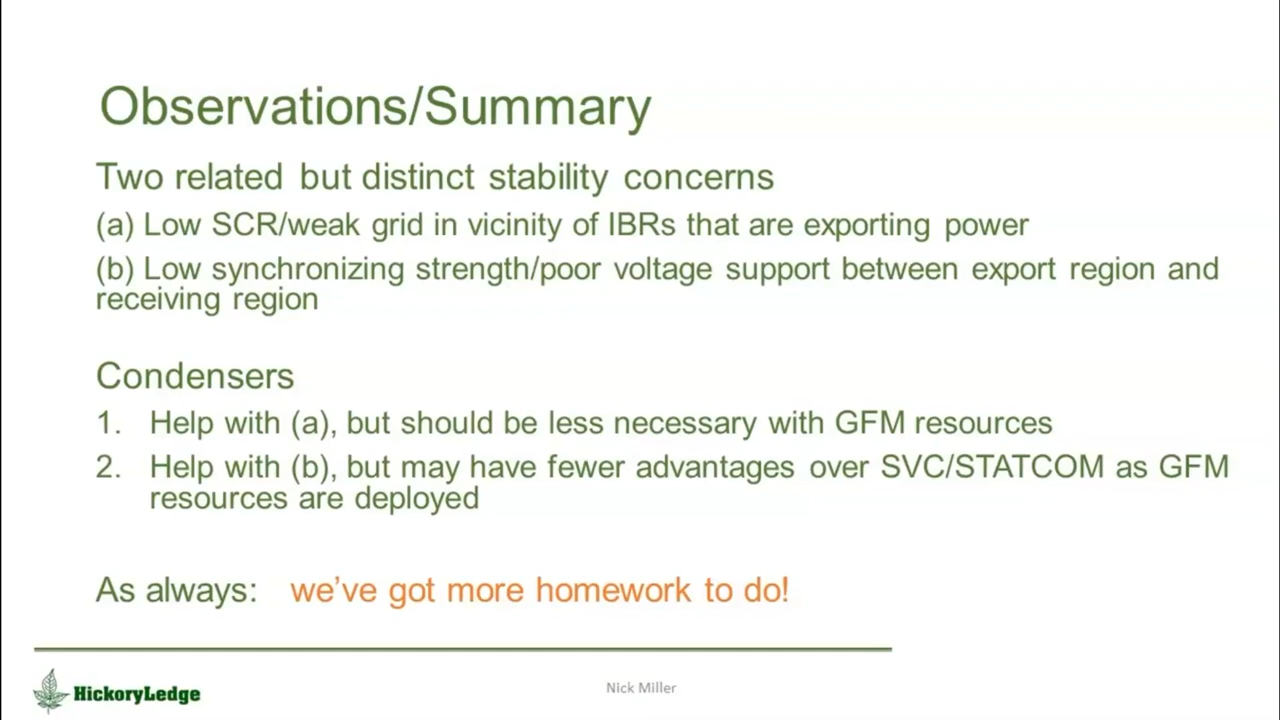 Observations/Summary
Two related but distinct stability concerns
(a) Low SCR/weak grid in vicinity of IBRs that are exporting power
(b) Low synchronizing strength/poor voltage support between export region and
receiving region
Condensers
1. Help with (a), but should be less necessary with GFM resources
2. Help with (b), but may have fewer advantages over SVC/STATCOM as GFM
resources are deployed
As always: we've got more homework to do!
HickoryLedge
Nick Miller